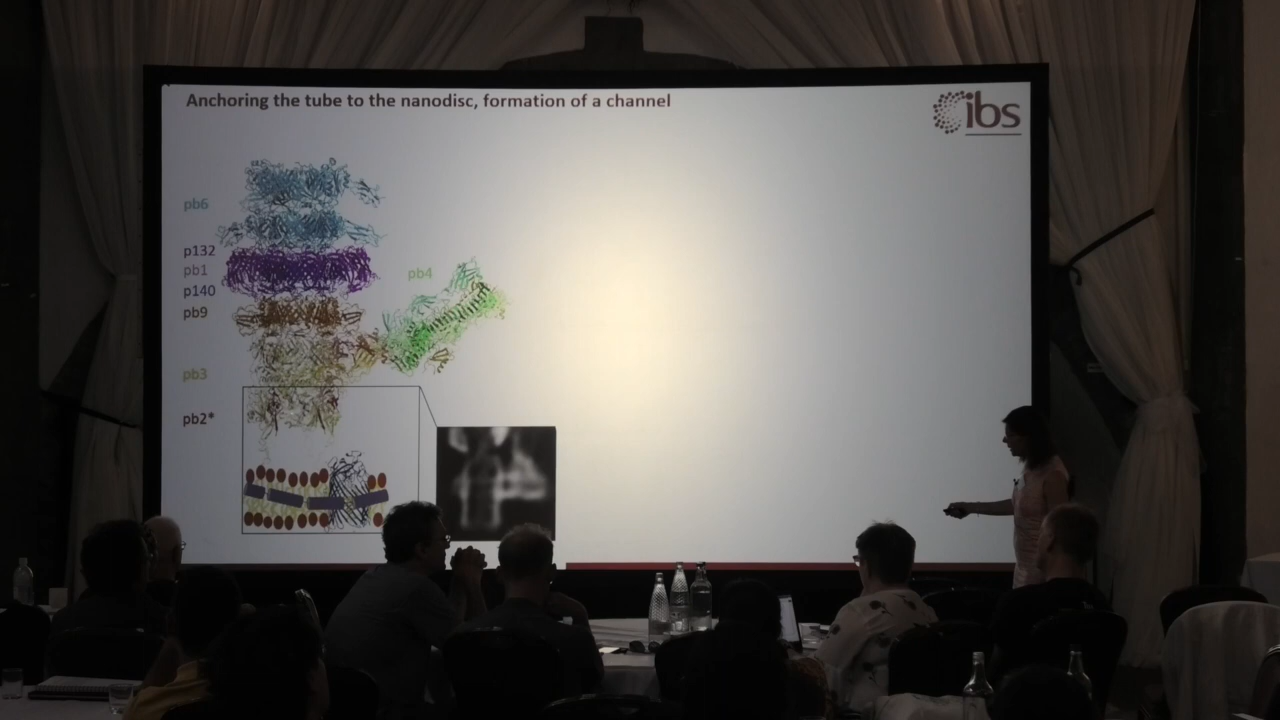 Anchoring the tube to the nanodisc, formation of a channel
ibs
pb6
p132
pb1
p140
pb9
pb4
pb3
pb2*